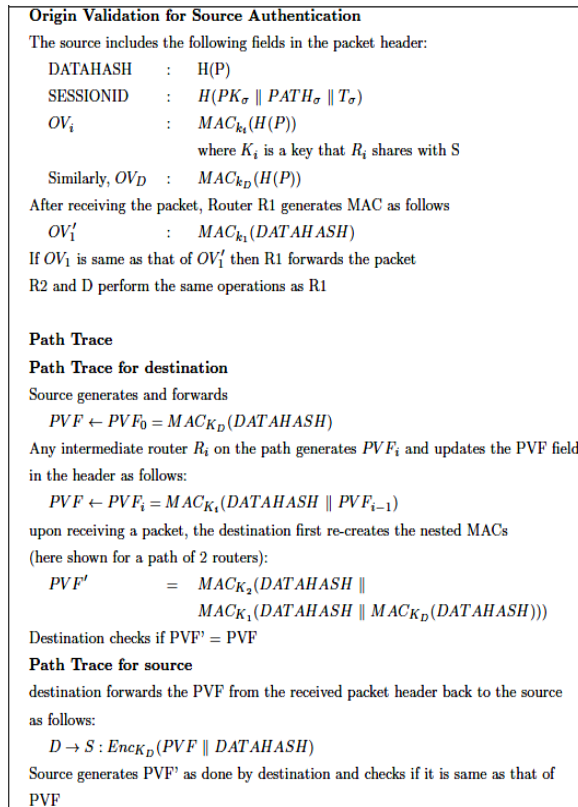 Origin Validation for Source Authentication
The source includes the following fields in the packet header:
DATAHASH : H(P)
SESSIONID : H(PK_σ ∥ PATH_σ ∥ T_σ)
OV_i : MAC_{k_i}(H(P))
where K_i is a key that R_i shares with S
Similarly, OV_D : MAC_{k_D}(H(P))
After receiving the packet, Router R1 generates MAC as follows
OV′_1 : MAC_{k_1}(DATAHASH)
If OV_1 is same as that of OV′_1 then R1 forwards the packet
R2 and D perform the same operations as R1
Path Trace
Path Trace for destination
Source generates and forwards
PVF ← PVF_0 = MAC_{K_D}(DATAHASH)
Any intermediate router R_i on the path generates PVF_i and updates the PVF field
in the header as follows:
PVF ← PVF_i = MAC_{K_i}(DATAHASH ∥ PVF_{i−1})
upon receiving a packet, the destination first re-creates the nested MACs
(here shown for a path of 2 routers):
PVF′ = MAC_{K_2}(DATAHASH ∥
MAC_{K_1}(DATAHASH ∥ MAC_{K_D}(DATAHASH)))
Destination checks if PVF' = PVF
Path Trace for source
destination forwards the PVF from the received packet header back to the source
as follows:
D → S : Enc_{K_D}(PVF ∥ DATAHASH)
Source generates PVF' as done by destination and checks if it is same as that of
PVF